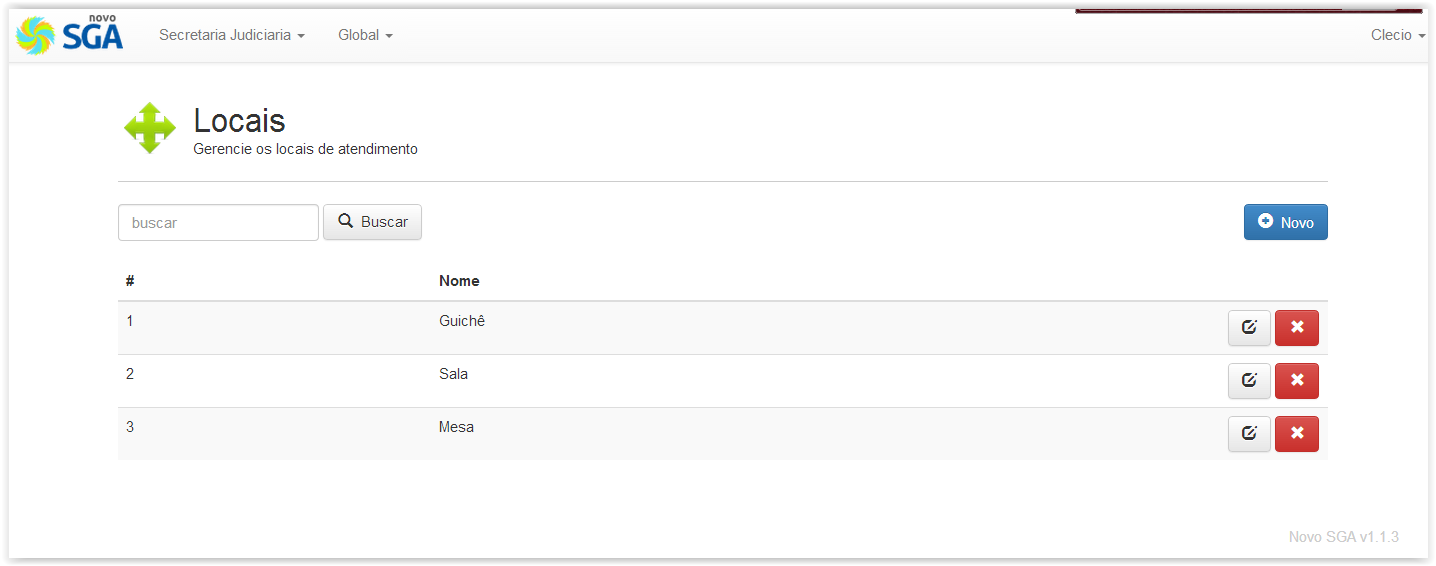 novo
SGA Secretaria Judiciaria Global Clecio
Locais
Gerencie os locais de atendimento
buscar Buscar Novo
# Nome
1 Guichê
2 Sala
3 Mesa
Novo SGA v1.1.3